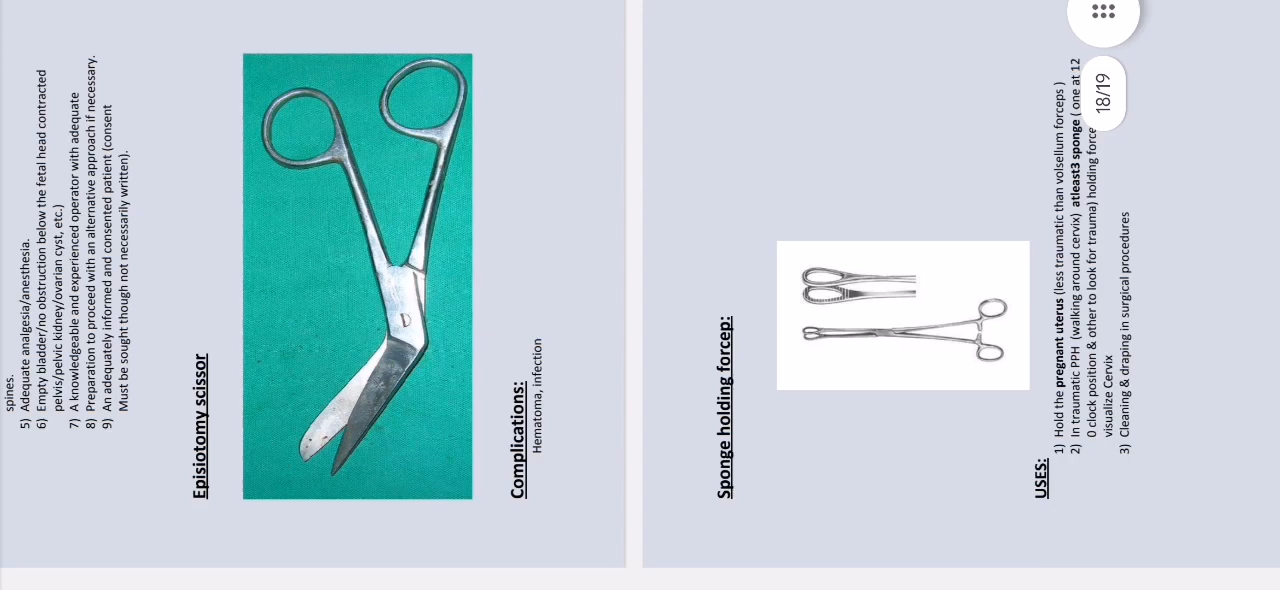 spines.
5) Adequate analgesia/anesthesia.
6) Empty bladder/no obstruction below the fetal head contracted
pelvis/pelvic kidney/ovarian cyst, etc.)
7) A knowledgeable and experienced operator with adequate
8) Preparation to proceed with an alternative approach if necessary.
9) An adequately informed and consented patient (consent
Must be sought though not necessarily written).
Episiotomy scissor
Complications:
Hematoma, infection
Sponge holding forcep:
USES:
1) Hold the pregnant uterus (less traumatic than volsellum forceps )
2) In traumatic PPH (walking around cervix) atleast3 sponge ( one at 12
0 clock position & other to look for trauma) holding force
visualize Cervix
3) Cleaning & draping in surgical procedures
18/19